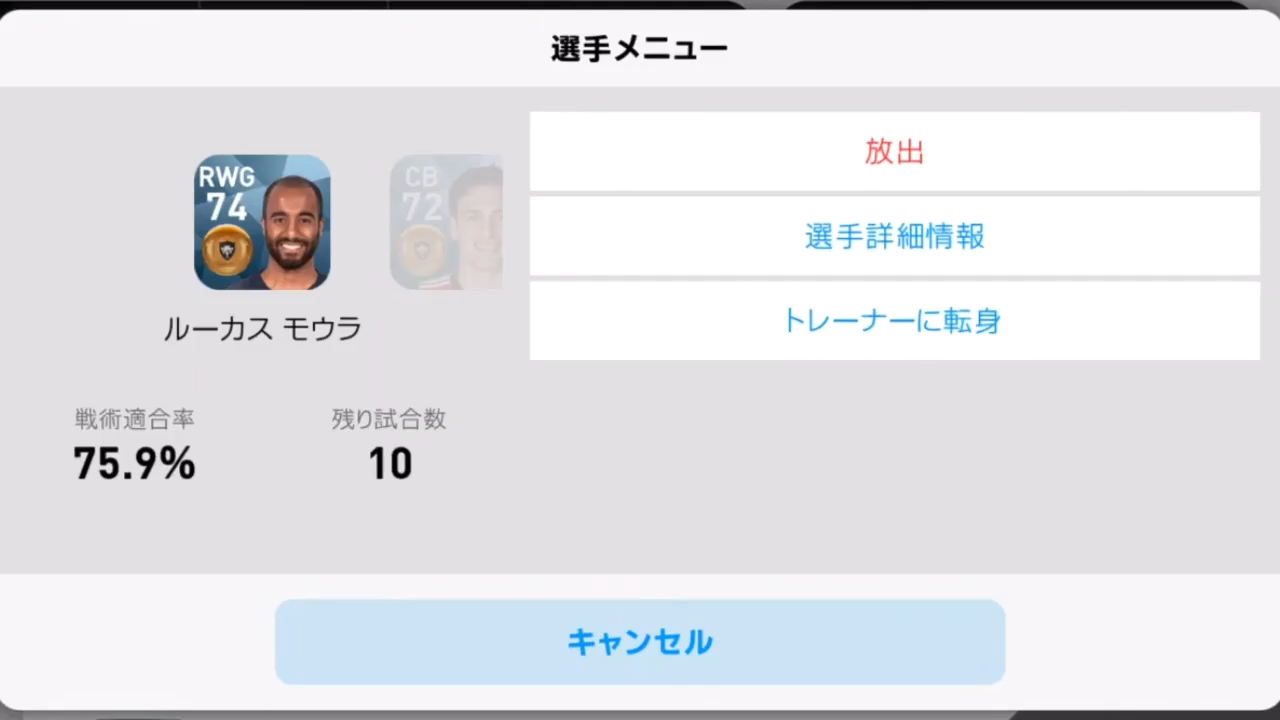 選手メニュー
RWG
74
CB
72
ルーカス モウラ
戦術適合率
75.9%
残り試合数
10
放出
選手詳細情報
トレーナーに転身
キャンセル